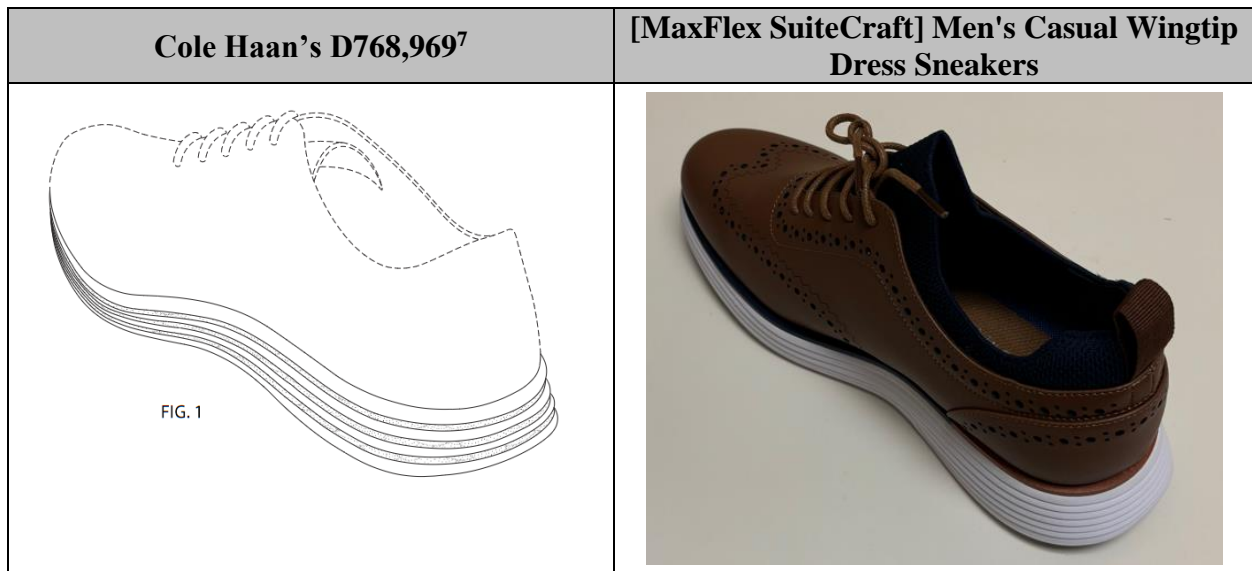 Cole Haan’s D768,969⁷
[MaxFlex SuiteCraft] Men's Casual Wingtip
Dress Sneakers
FIG. 1